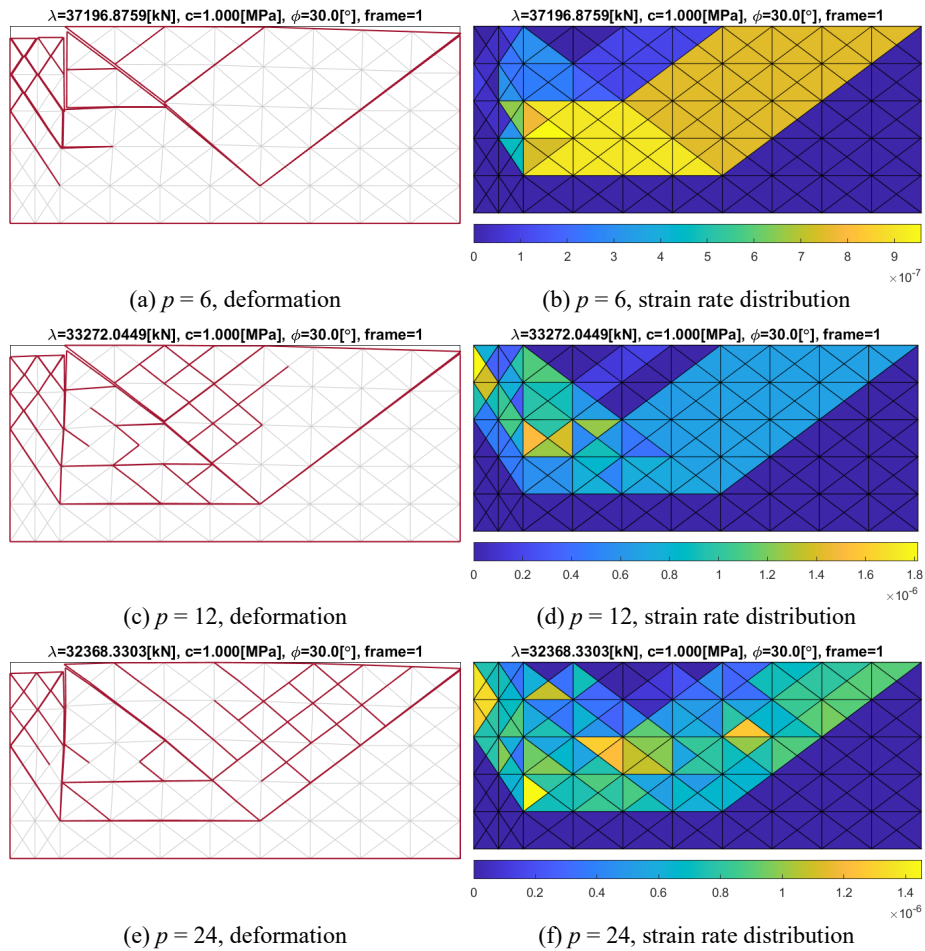 λ=37196.8759[kN], c=1.000[MPa], ϕ=30.0[°], frame=1 λ=37196.8759[kN], c=1.000[MPa], ϕ=30.0[°], frame=1
0 1 2 3 4 5 6 7 8 9
×10⁻⁷
(a) p = 6, deformation (b) p = 6, strain rate distribution
λ=33272.0449[kN], c=1.000[MPa], ϕ=30.0[°], frame=1 λ=33272.0449[kN], c=1.000[MPa], ϕ=30.0[°], frame=1
0 0.2 0.4 0.6 0.8 1 1.2 1.4 1.6 1.8
×10⁻⁶
(c) p = 12, deformation (d) p = 12, strain rate distribution
λ=32368.3303[kN], c=1.000[MPa], ϕ=30.0[°], frame=1 λ=32368.3303[kN], c=1.000[MPa], ϕ=30.0[°], frame=1
0 0.2 0.4 0.6 0.8 1 1.2 1.4
×10⁻⁶
(e) p = 24, deformation (f) p = 24, strain rate distribution